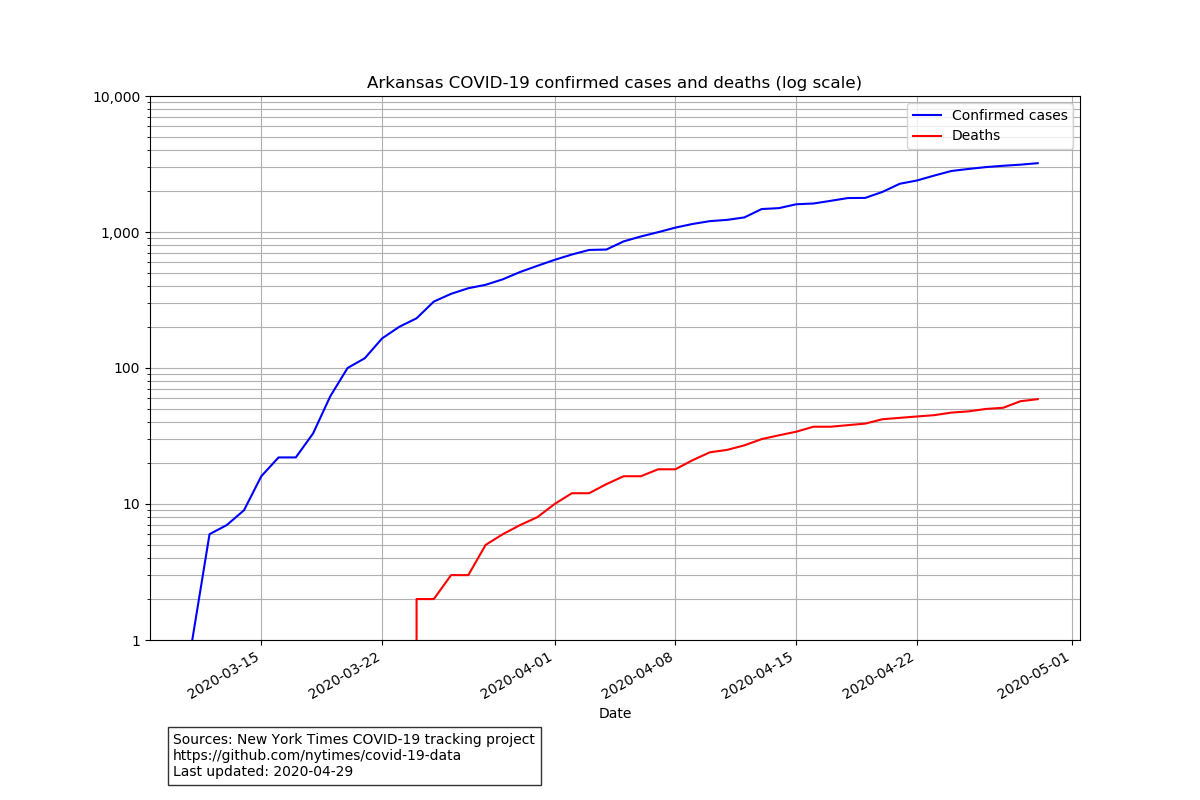 Arkansas COVID-19 confirmed cases and deaths (log scale)
10,000
1,000
100
10
1
Confirmed cases
Deaths
2020-03-15
2020-03-22
2020-04-01
2020-04-08
2020-04-15
2020-04-22
2020-05-01
Date
Sources: New York Times COVID-19 tracking project
https://github.com/nytimes/covid-19-data
Last updated: 2020-04-29